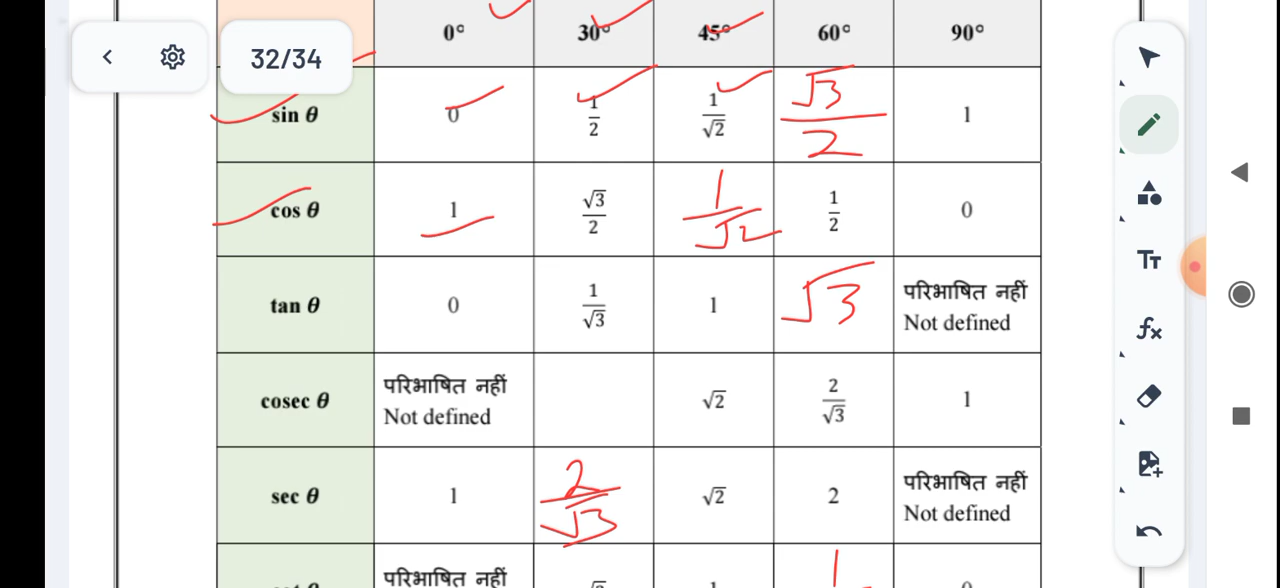 32/34
0° 30° 45° 60° 90°
sin θ 0 1/2 1/√2 √3/2 1
cos θ 1 √3/2 1/√2 1/2 0
tan θ 0 1/√3 1 √3 परिभाषित नहीं
Not defined
cosec θ परिभाषित नहीं
Not defined √2 2/√3 1
sec θ 1 2/√3 √2 2 परिभाषित नहीं
Not defined
परिभाषित नहीं
Tт
fx